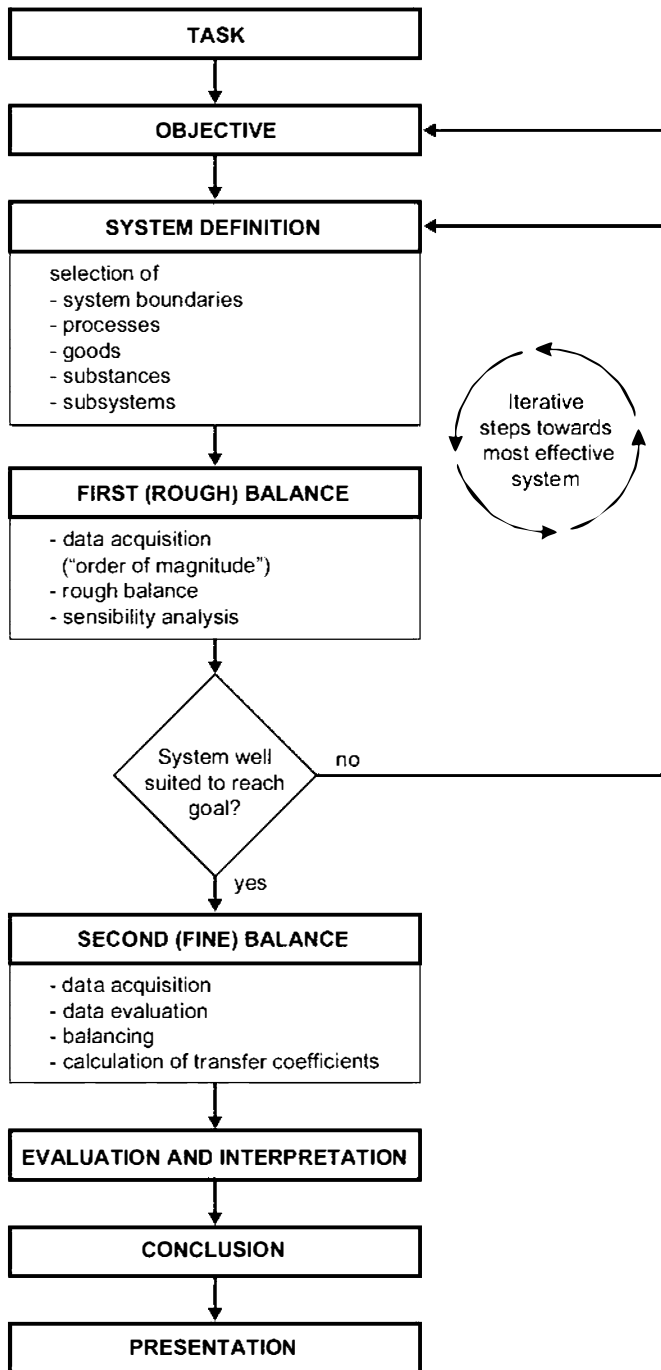 TASK
OBJECTIVE
SYSTEM DEFINITION
selection of
- system boundaries
- processes
- goods
- substances
- subsystems
Iterative
steps towards
most effective
system
FIRST (ROUGH) BALANCE
- data acquisition
(“order of magnitude”)
- rough balance
- sensibility analysis
System well
suited to reach
goal?
no
yes
SECOND (FINE) BALANCE
- data acquisition
- data evaluation
- balancing
- calculation of transfer coefficients
EVALUATION AND INTERPRETATION
CONCLUSION
PRESENTATION